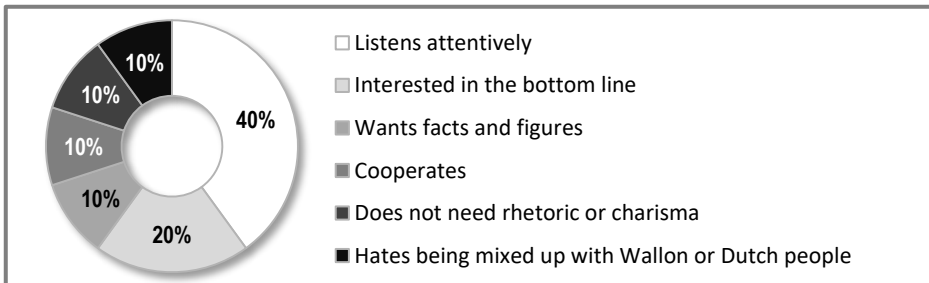 10%
Listens attentively
10%
40%
Interested in the bottom line
Wants facts and figures
10%
Cooperates
10%
Does not need rhetoric or charisma
20%
Hates being mixed up with Wallon or Dutch people